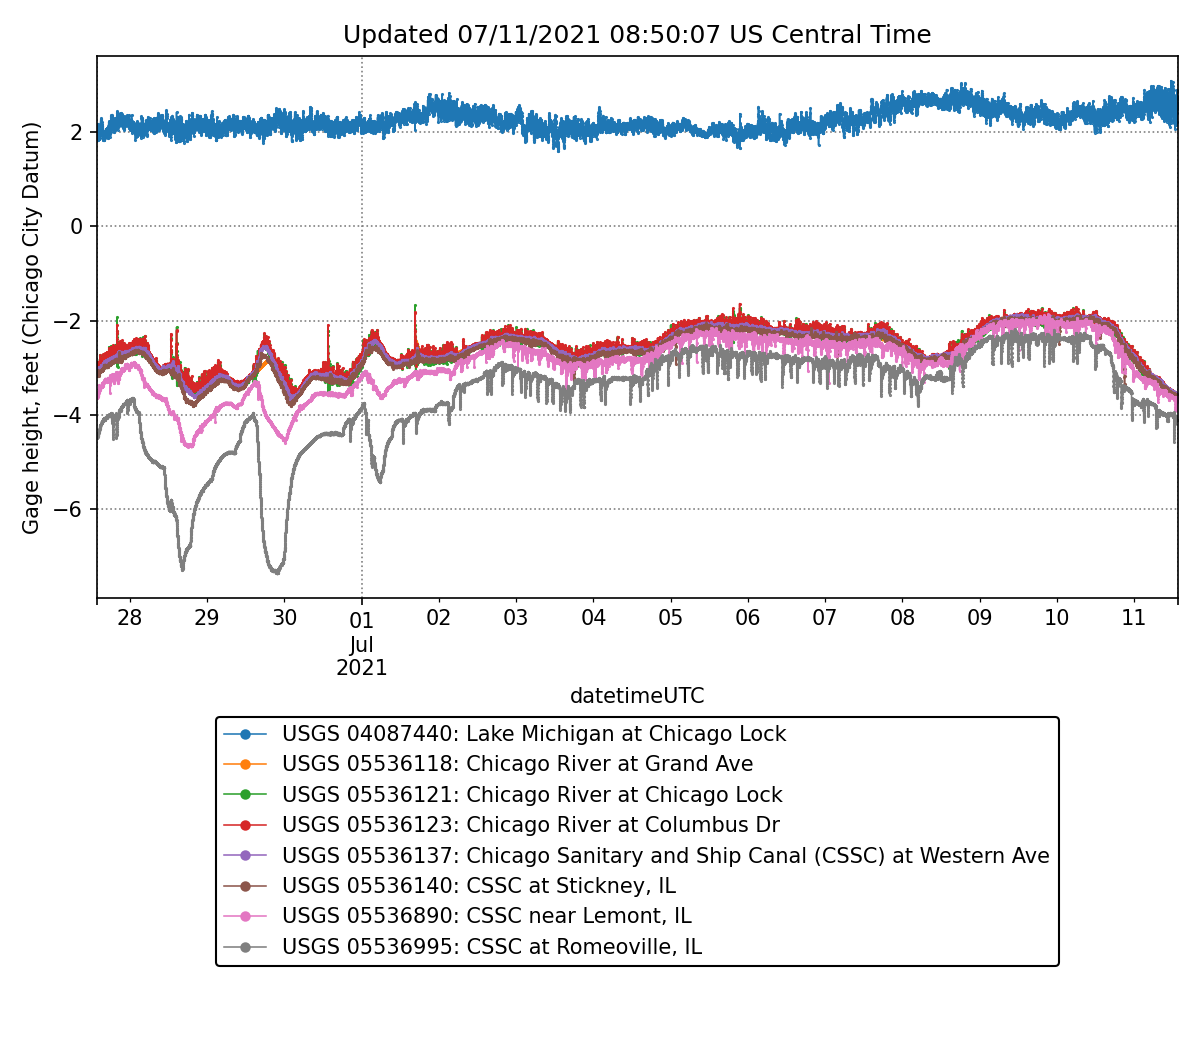 Updated 07/11/2021 08:50:07 US Central Time
Gage height, feet (Chicago City Datum)
2
0
−2
−4
−6
28 29 30 01 02 03 04 05 06 07 08 09 10 11
Jul
2021
datetimeUTC
USGS 04087440: Lake Michigan at Chicago Lock
USGS 05536118: Chicago River at Grand Ave
USGS 05536121: Chicago River at Chicago Lock
USGS 05536123: Chicago River at Columbus Dr
USGS 05536137: Chicago Sanitary and Ship Canal (CSSC) at Western Ave
USGS 05536140: CSSC at Stickney, IL
USGS 05536890: CSSC near Lemont, IL
USGS 05536995: CSSC at Romeoville, IL